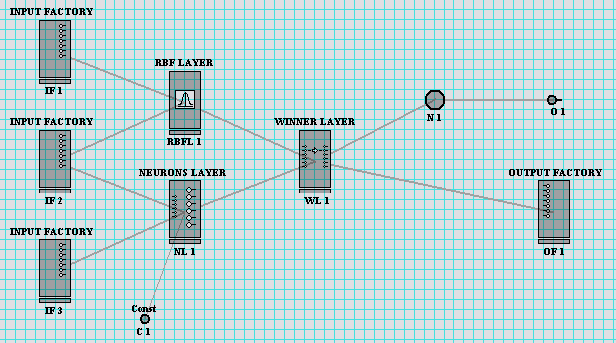 INPUT FACTORY
IF 1
RBF LAYER
RBFL 1
INPUT FACTORY
IF 2
WINNER LAYER
WL 1
N 1
O 1
NEURONS LAYER
NL 1
OUTPUT FACTORY
OF 1
INPUT FACTORY
IF 3
Const
C 1